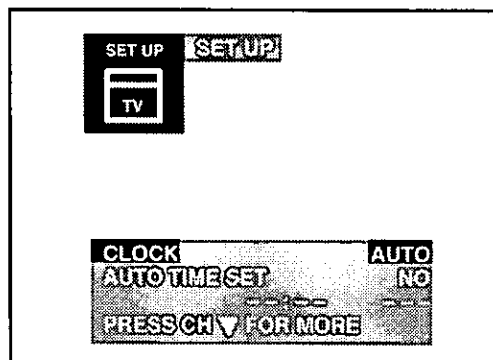 SET UP SET UP
TV
CLOCK AUTO
AUTO TIME SET NO
--:-- ---
PRESS CH ▼ FOR MORE